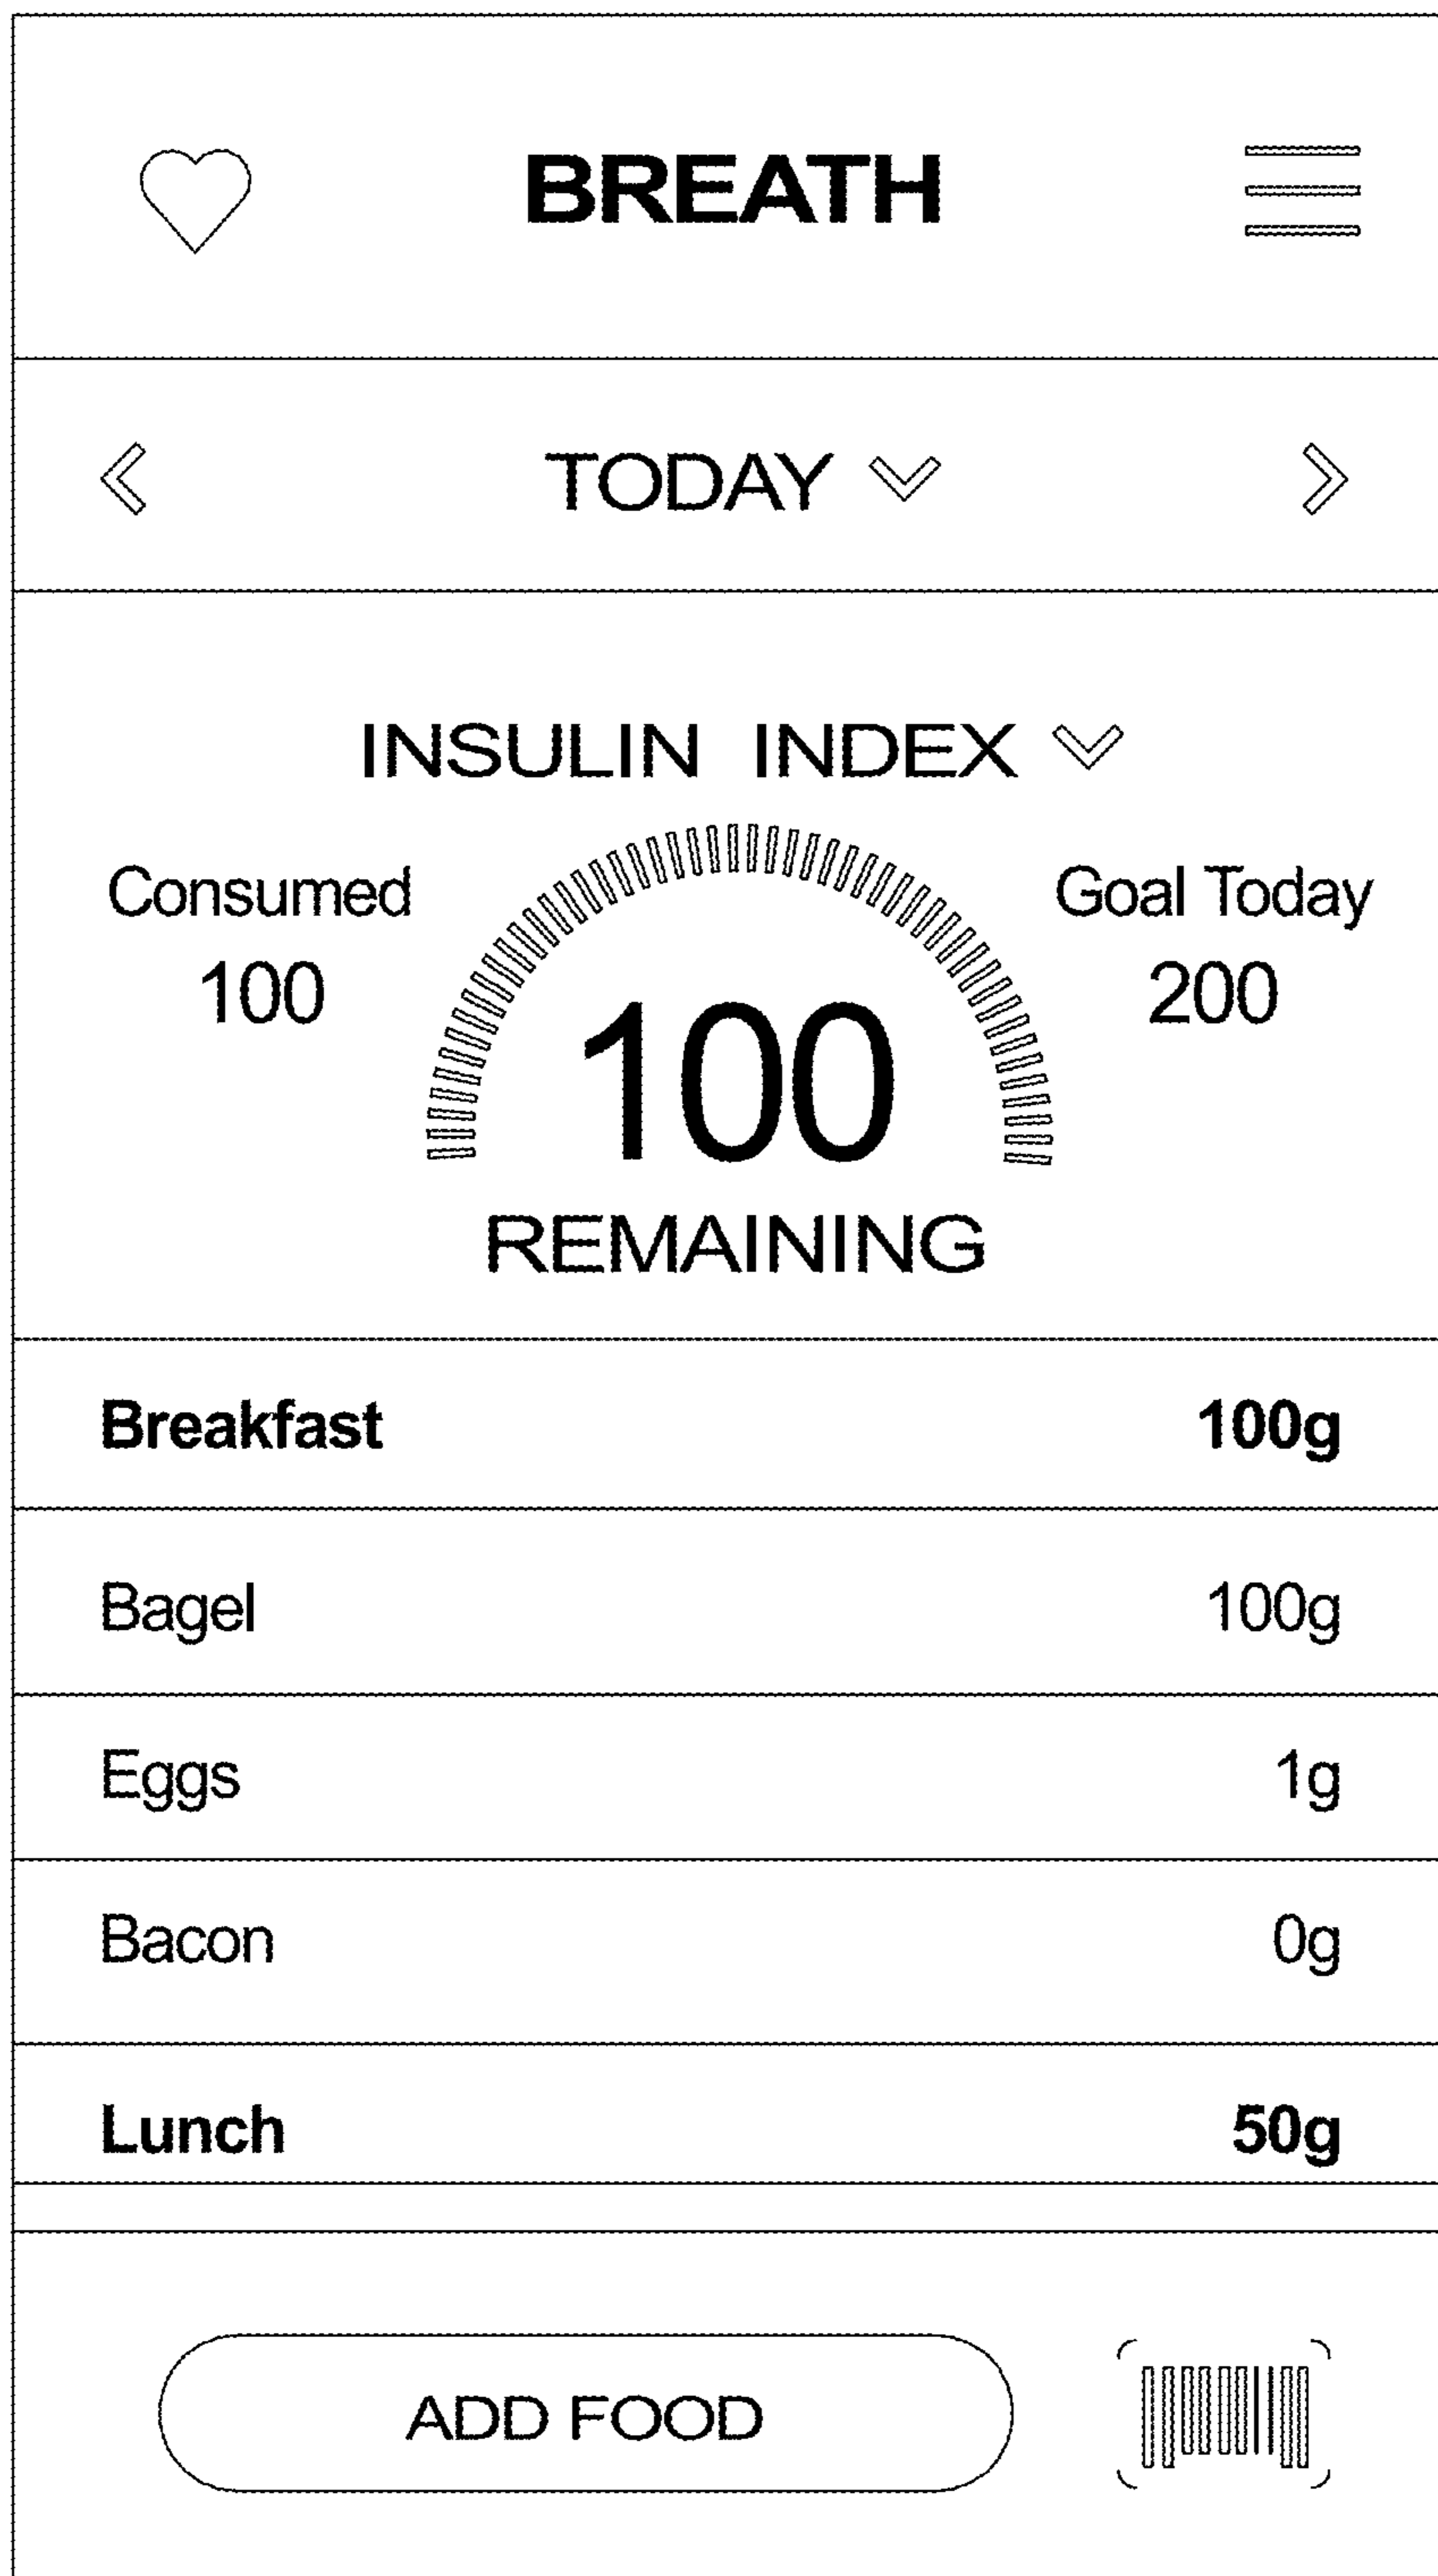 BREATH
TODAY
INSULIN INDEX
Consumed
100
Goal Today
200
100
REMAINING
Breakfast 100g
Bagel 100g
Eggs 1g
Bacon 0g
Lunch 50g
ADD FOOD